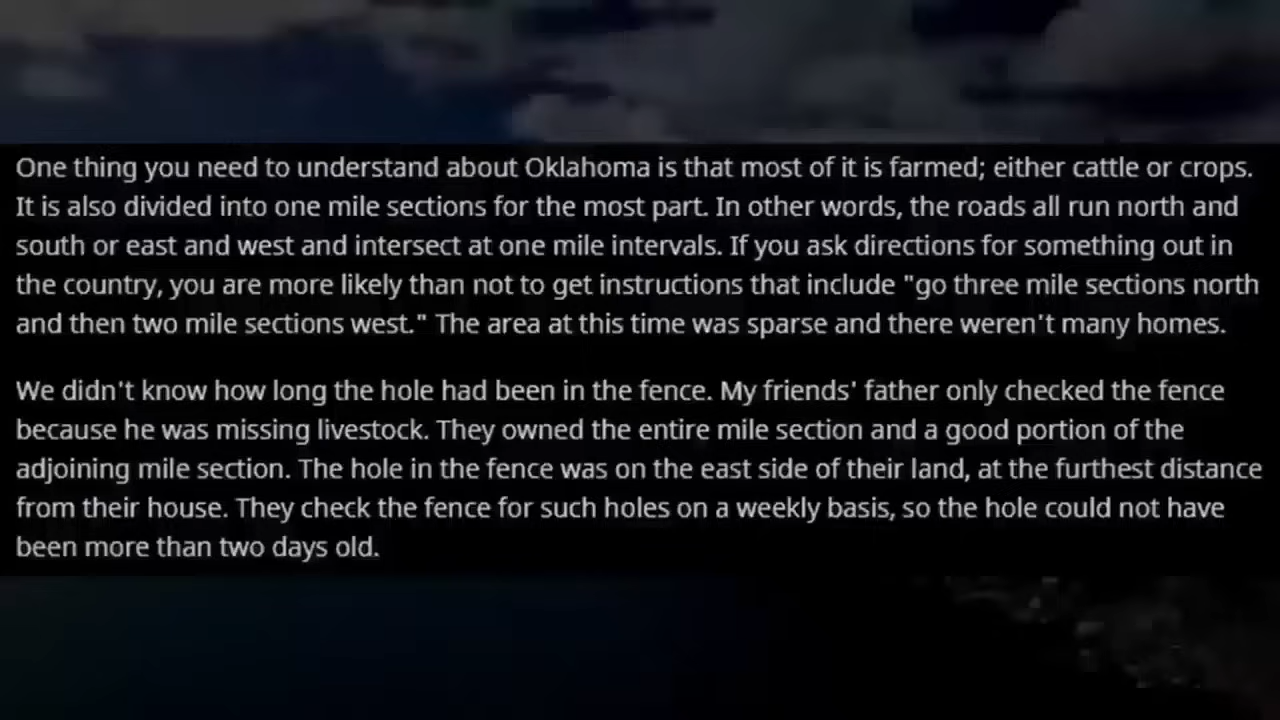 One thing you need to understand about Oklahoma is that most of it is farmed; either cattle or crops.
It is also divided into one mile sections for the most part. In other words, the roads all run north and
south or east and west and intersect at one mile intervals. If you ask directions for something out in
the country, you are more likely than not to get instructions that include "go three mile sections north
and then two mile sections west." The area at this time was sparse and there weren't many homes.
We didn't know how long the hole had been in the fence. My friends' father only checked the fence
because he was missing livestock. They owned the entire mile section and a good portion of the
adjoining mile section. The hole in the fence was on the east side of their land, at the furthest distance
from their house. They check the fence for such holes on a weekly basis, so the hole could not have
been more than two days old.